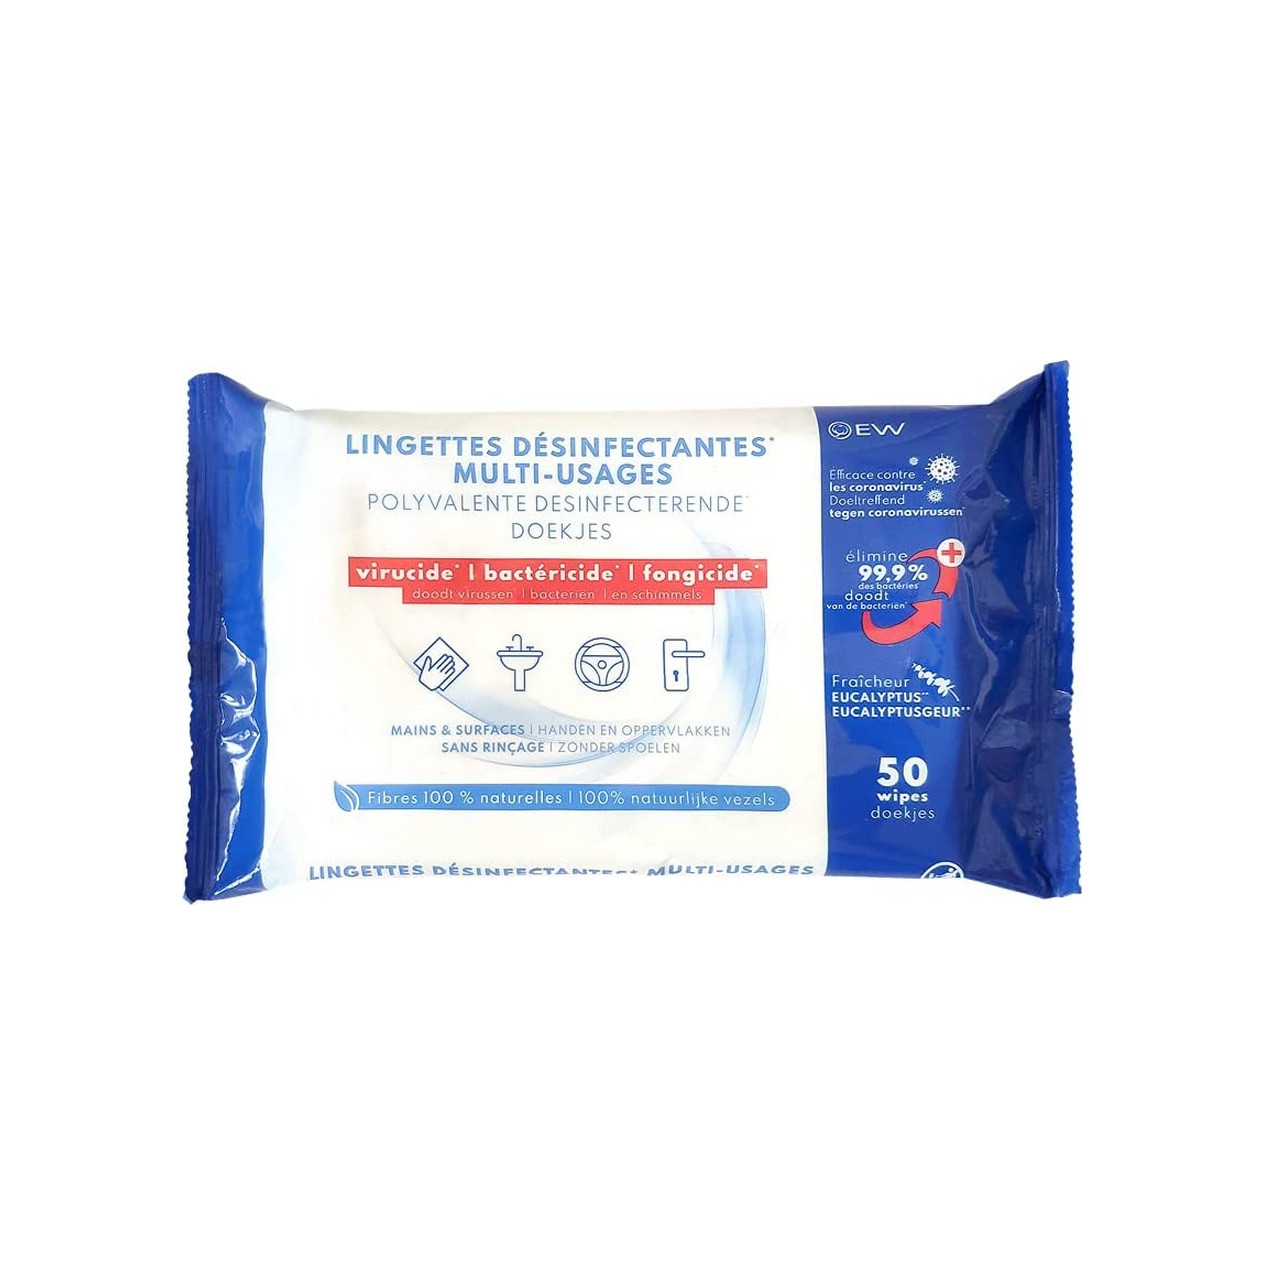 LINGETTES DÉSINFECTANTES*
MULTI-USAGES
POLYVALENTE DESINFECTERENDE*
DOEKJES
virucide* | bactéricide* | fongicide*
doodt virussen* | bacteriën* | en schimmels*
MAINS & SURFACES | HANDEN EN OPPERVLAKKEN
SANS RINÇAGE | ZONDER SPOELEN
Fibres 100 % naturelles | 100% natuurlijke vezels
LINGETTES DÉSINFECTANTES* MULTI-USAGES
EW
Efficace contre
les coronavirus*
Doeltreffend
tegen coronavirussen*
élimine
99,9%
des bactéries*
doodt
van de bacteriën*
Fraîcheur
EUCALYPTUS**
EUCALYPTUSGEUR**
50
wipes
doekjes